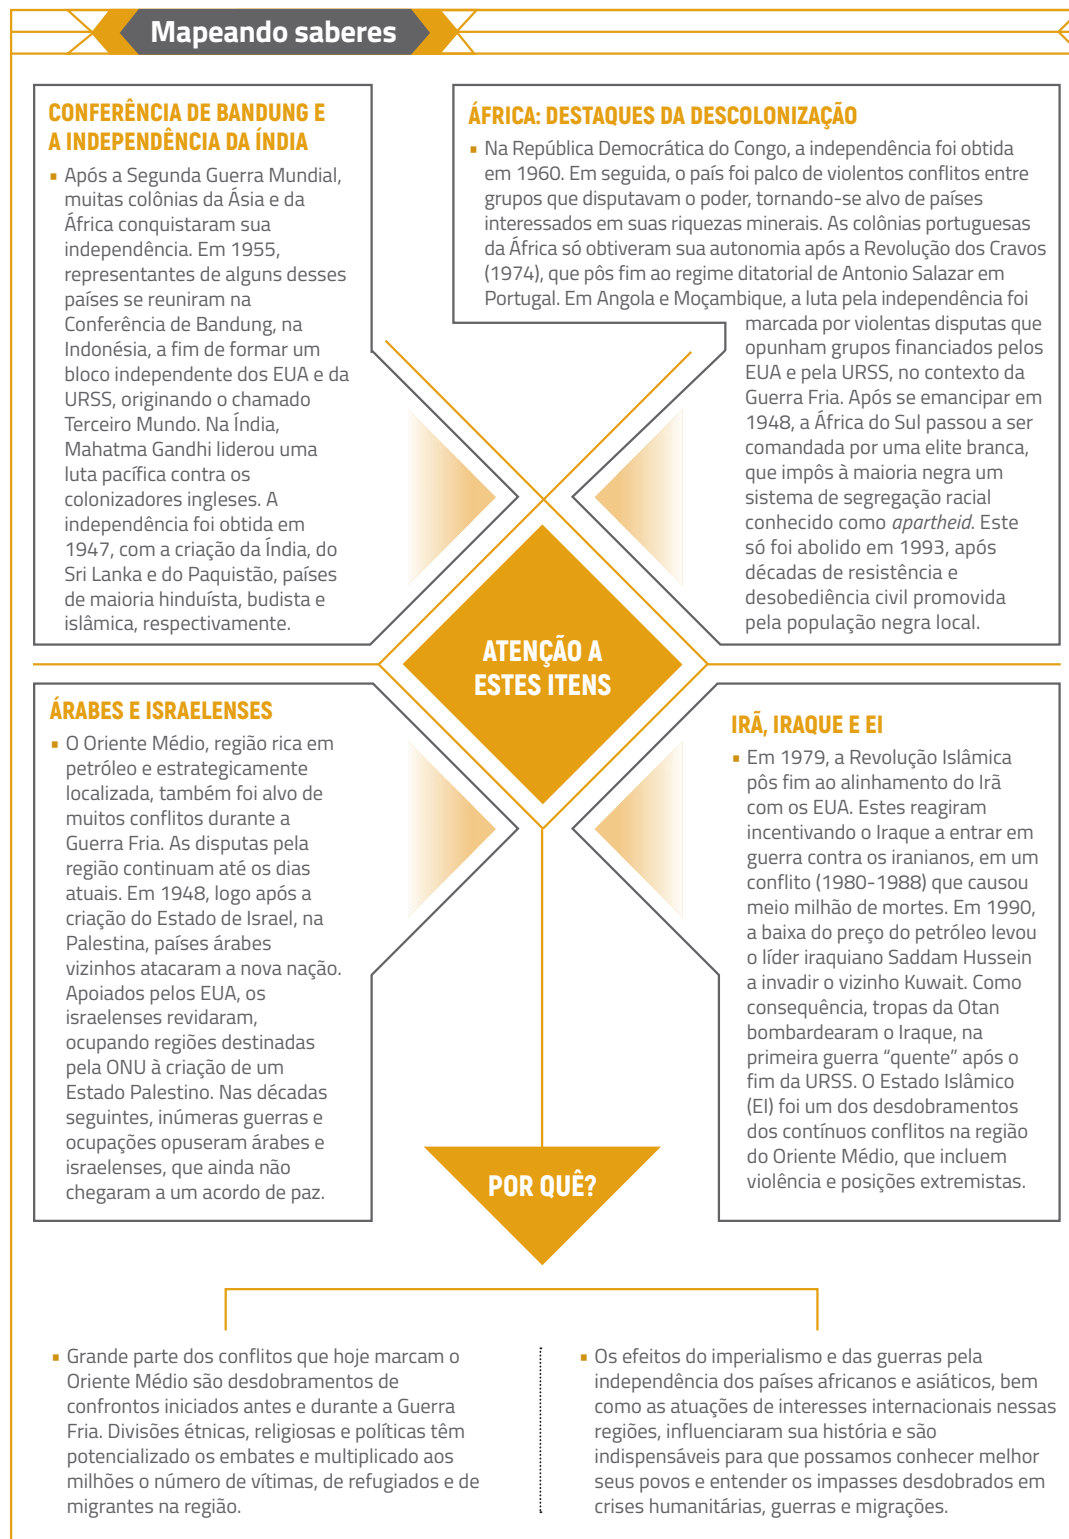 Mapeando saberes
CONFERÊNCIA DE BANDUNG E
A INDEPENDÊNCIA DA ÍNDIA
▪ Após a Segunda Guerra Mundial,
muitas colônias da Ásia e da
África conquistaram sua
independência. Em 1955,
representantes de alguns desses
países se reuniram na
Conferência de Bandung, na
Indonésia, a fim de formar um
bloco independente dos EUA e da
URSS, originando o chamado
Terceiro Mundo. Na Índia,
Mahatma Gandhi liderou uma
luta pacífica contra os
colonizadores ingleses. A
independência foi obtida em
1947, com a criação da Índia, do
Sri Lanka e do Paquistão, países
de maioria hinduísta, budista e
islâmica, respectivamente.
ÁFRICA: DESTAQUES DA DESCOLONIZAÇÃO
▪ Na República Democrática do Congo, a independência foi obtida
em 1960. Em seguida, o país foi palco de violentos conflitos entre
grupos que disputavam o poder, tornando-se alvo de países
interessados em suas riquezas minerais. As colônias portuguesas
da África só obtiveram sua autonomia após a Revolução dos Cravos
(1974), que pôs fim ao regime ditatorial de Antonio Salazar em
Portugal. Em Angola e Moçambique, a luta pela independência foi
marcada por violentas disputas que
opunham grupos financiados pelos
EUA e pela URSS, no contexto da
Guerra Fria. Após se emancipar em
1948, a África do Sul passou a ser
comandada por uma elite branca,
que impôs à maioria negra um
sistema de segregação racial
conhecido como apartheid. Este
só foi abolido em 1993, após
décadas de resistência e
desobediência civil promovida
pela população negra local.
ATENÇÃO A
ESTES ITENS
ÁRABES E ISRAELENSES
▪ O Oriente Médio, região rica em
petróleo e estrategicamente
localizada, também foi alvo de
muitos conflitos durante a
Guerra Fria. As disputas pela
região continuam até os dias
atuais. Em 1948, logo após a
criação do Estado de Israel, na
Palestina, países árabes
vizinhos atacaram a nova nação.
Apoiados pelos EUA, os
israelenses revidaram,
ocupando regiões destinadas
pela ONU à criação de um
Estado Palestino. Nas décadas
seguintes, inúmeras guerras e
ocupações opuseram árabes e
israelenses, que ainda não
chegaram a um acordo de paz.
IRÃ, IRAQUE E EI
▪ Em 1979, a Revolução Islâmica
pôs fim ao alinhamento do Irã
com os EUA. Estes reagiram
incentivando o Iraque a entrar em
guerra contra os iranianos, em um
conflito (1980-1988) que causou
meio milhão de mortes. Em 1990,
a baixa do preço do petróleo levou
o líder iraquiano Saddam Hussein
a invadir o vizinho Kuwait. Como
consequência, tropas da Otan
bombardearam o Iraque, na
primeira guerra “quente” após o
fim da URSS. O Estado Islâmico
(EI) foi um dos desdobramentos
dos contínuos conflitos na região
do Oriente Médio, que incluem
violência e posições extremistas.
POR QUÊ?
▪ Grande parte dos conflitos que hoje marcam o
Oriente Médio são desdobramentos de
confrontos iniciados antes e durante a Guerra
Fria. Divisões étnicas, religiosas e políticas têm
potencializado os embates e multiplicado aos
milhões o número de vítimas, de refugiados e de
migrantes na região.
▪ Os efeitos do imperialismo e das guerras pela
independência dos países africanos e asiáticos, bem
como as atuações de interesses internacionais nessas
regiões, influenciaram sua história e são
indispensáveis para que possamos conhecer melhor
seus povos e entender os impasses desdobrados em
crises humanitárias, guerras e migrações.